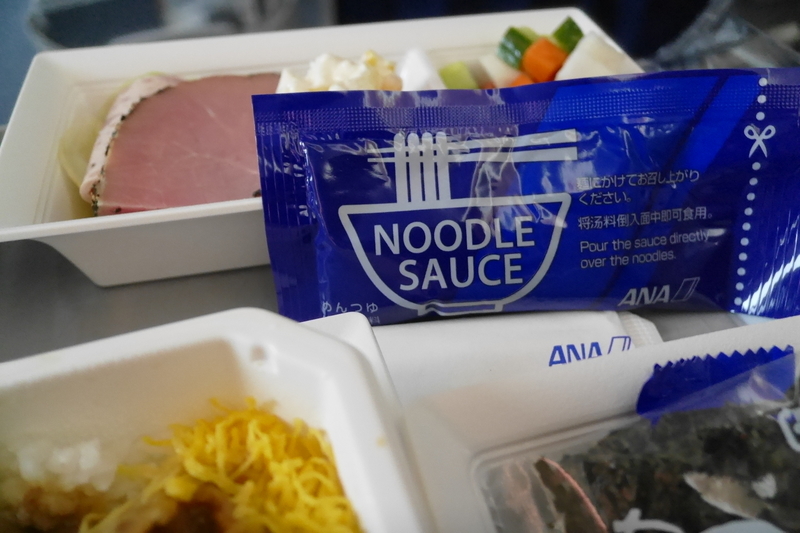 NOODLE
SAUCE
麺にかけてお召し上がり
ください。
将汤料倒入面中即可食用。
Pour the sauce directly
over the noodles.
ANA
めんつゆ
ANA